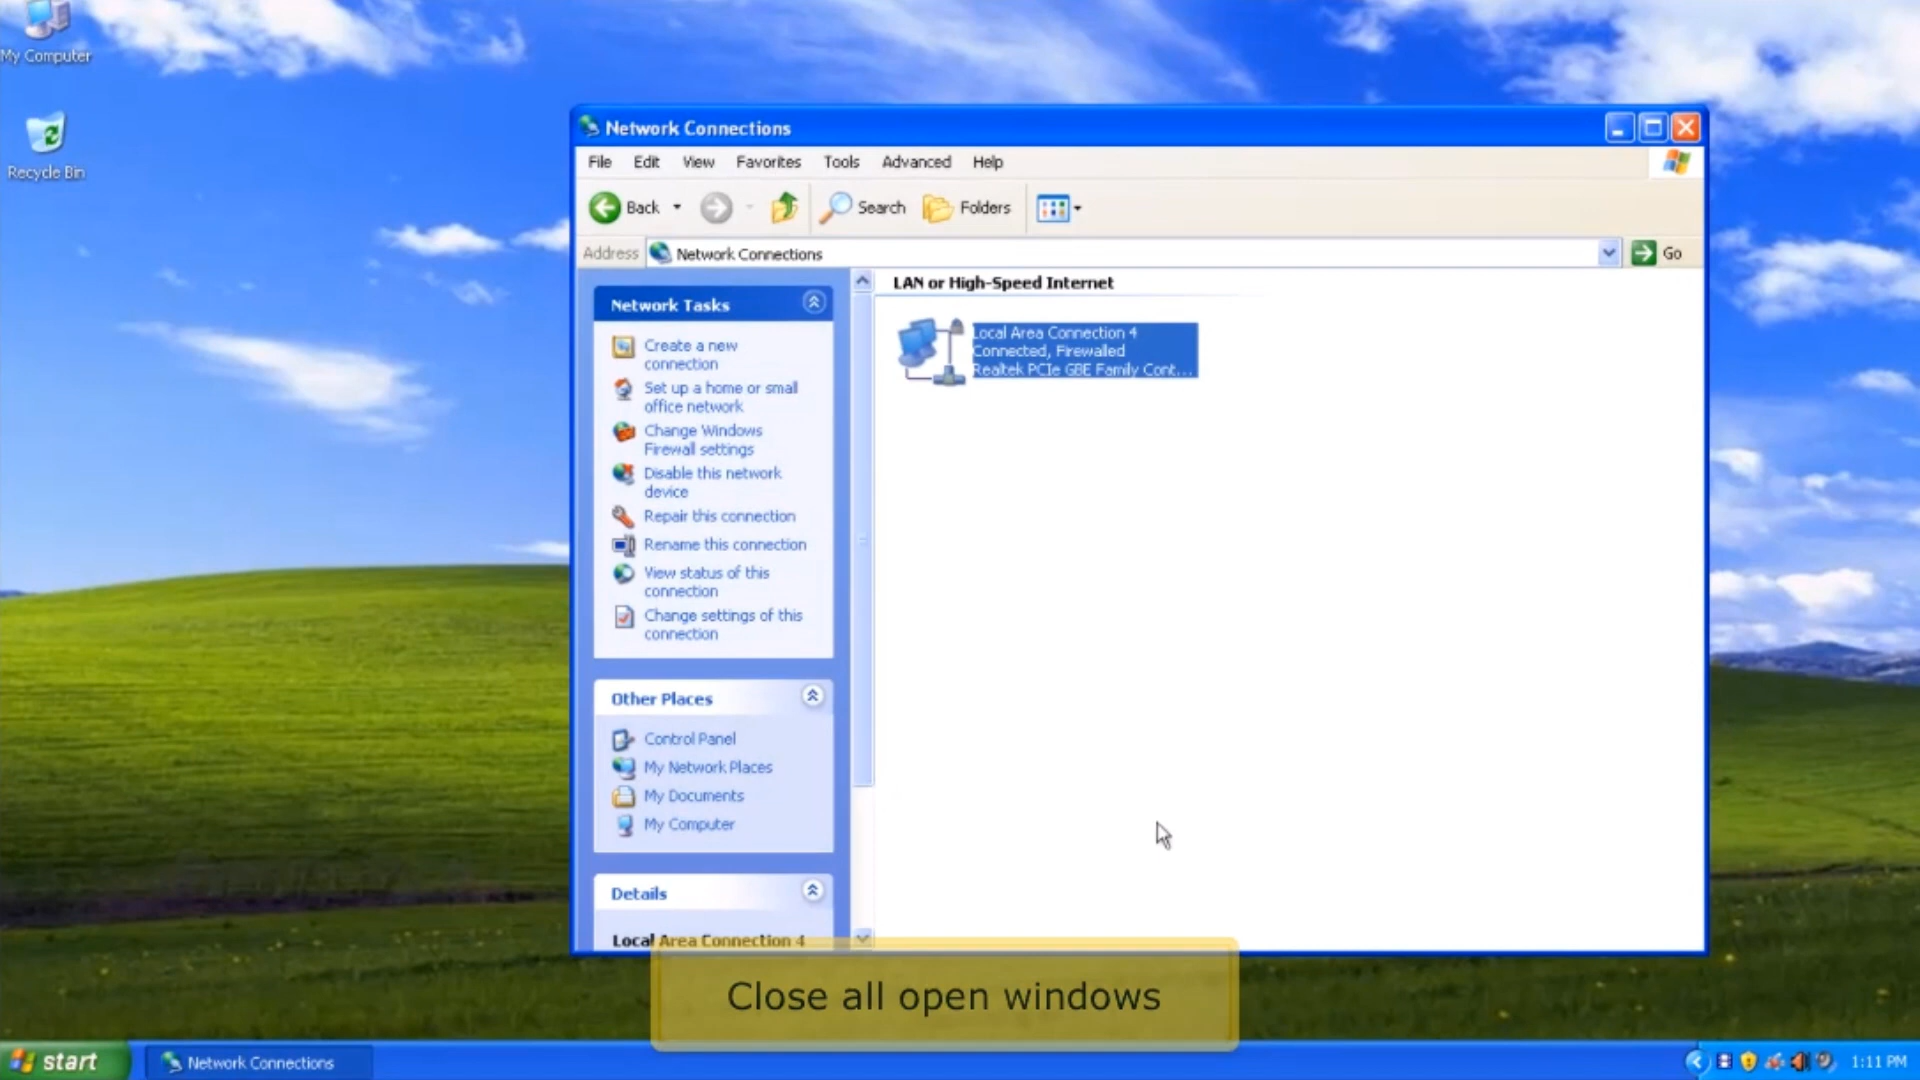 My Computer
Recycle Bin
Network Connections
File Edit View Favorites Tools Advanced Help
Back Search Folders
Address Network Connections Go
Network Tasks
Create a new
connection
Set up a home or small
office network
Change Windows
Firewall settings
Disable this network
device
Repair this connection
Rename this connection
View status of this
connection
Change settings of this
connection
Other Places
Control Panel
My Network Places
My Documents
My Computer
Details
Local Area Connection 4
LAN or High-Speed Internet
Local Area Connection 4
Connected, Firewalled
Realtek PCIe GBE Family Cont...
Close all open windows
start Network Connections 1:11 PM